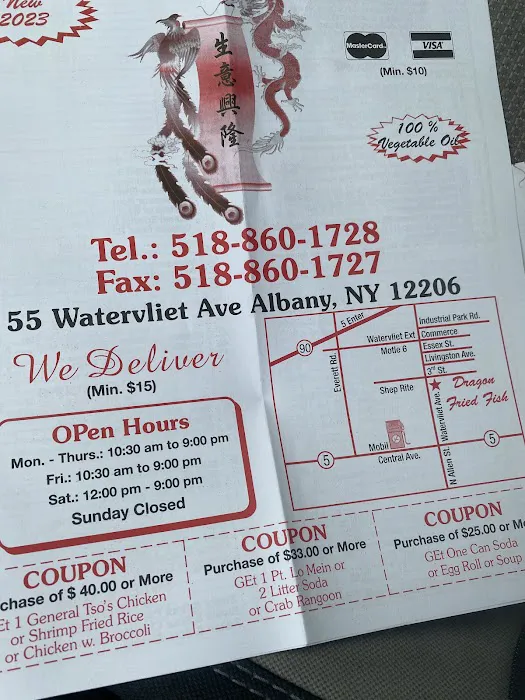 New
2023
生意興隆
MasterCard
VISA
(Min. $10)
100 %
Vegetable Oil
Tel.: 518-860-1728
Fax: 518-860-1727
55 Watervliet Ave Albany, NY 12206
We Deliver
(Min. $15)
OPen Hours
Mon. - Thurs.: 10:30 am to 9:00 pm
Fri.: 10:30 am to 9:00 pm
Sat.: 12:00 pm - 9:00 pm
Sunday Closed
5 Enter
90
Everett Rd.
Watervliet Ext
Motle 6
Industrial Park Rd.
Commerce
Essex St.
Livingston Ave.
3rd St.
Shep Rite
Dragon
Fried Fish
Watervliet Ave.
Mobil
5
Central Ave.
N Allen St.
5
COUPON
chase of $ 40.00 or More
Et 1 General Tso's Chicken
or Shrimp Fried Rice
or Chicken w. Broccoli
COUPON
Purchase of $33.00 or More
GEt 1 Pt. Lo Mein or
2 Litter Soda
or Crab Rangoon
COUPON
Purchase of $25.00 or Mo
GEt One Can Soda
or Egg Roll or Soup